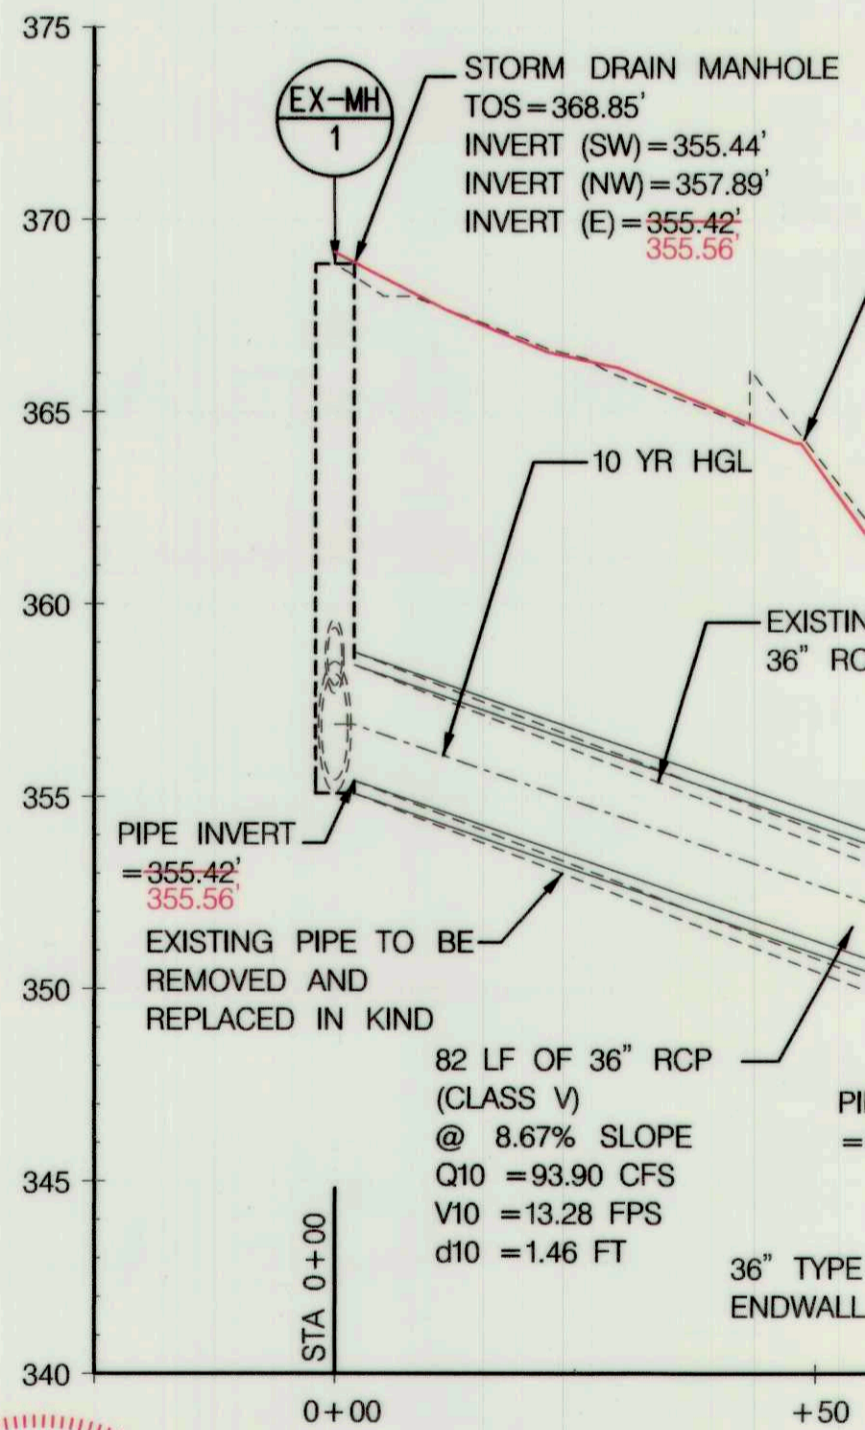 375
370
365
360
355
350
345
340
EX-MH
1
STORM DRAIN MANHOLE
TOS=368.85'
INVERT (SW)=355.44'
INVERT (NW)=357.89'
INVERT (E)=355.42'
355.56'
10 YR HGL
EXISTIN
36" RC
PIPE INVERT
=355.42'
355.56'
EXISTING PIPE TO BE
REMOVED AND
REPLACED IN KIND
82 LF OF 36" RCP
(CLASS V)
@ 8.67% SLOPE
Q10 =93.90 CFS
V10 =13.28 FPS
d10 =1.46 FT
PI
=
36" TYPE
ENDWALL
STA 0+00
0+00
+50